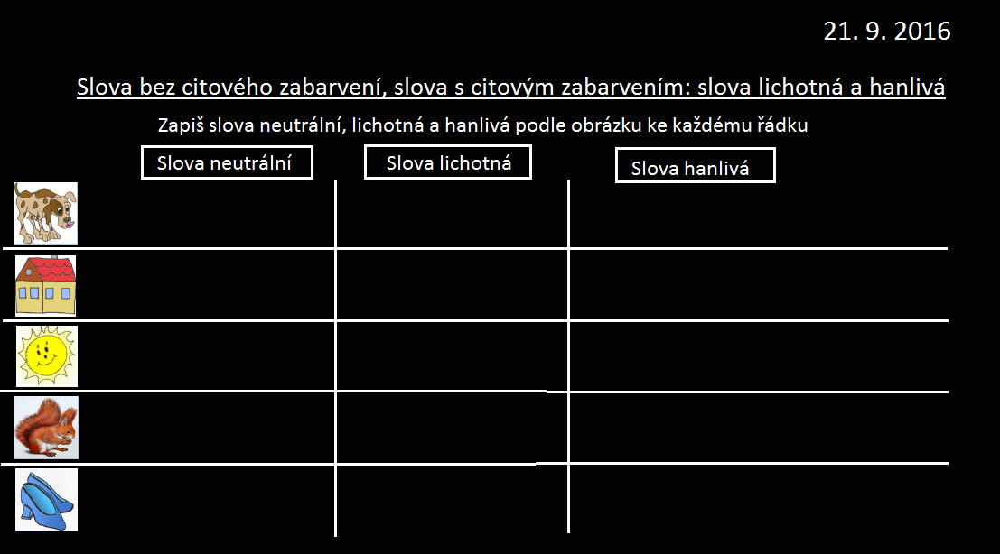 21. 9. 2016
Slova bez citového zabarvení, slova s citovým zabarvením: slova lichotná a hanlivá
Zapiš slova neutrální, lichotná a hanlivá podle obrázku ke každému řádku
Slova neutrální
Slova lichotná
Slova hanlivá